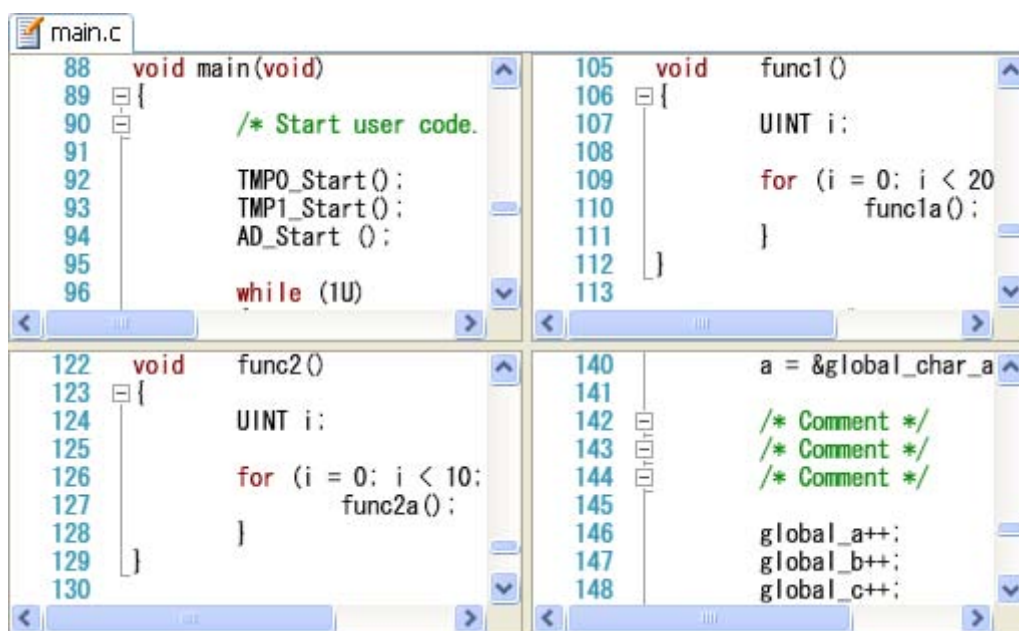 main.c
88 void main(void)
89 {
90 /* Start user code.
91
92 TMP0_Start();
93 TMP1_Start();
94 AD_Start ();
95
96 while (1U)
105 void func1()
106 {
107 UINT i;
108
109 for (i = 0; i < 20
110 func1a();
111 }
112 }
113
122 void func2()
123 {
124 UINT i;
125
126 for (i = 0; i < 10;
127 func2a();
128 }
129 }
130
140 a = &global_char_a
141
142 /* Comment */
143 /* Comment */
144 /* Comment */
145
146 global_a++;
147 global_b++;
148 global_c++;